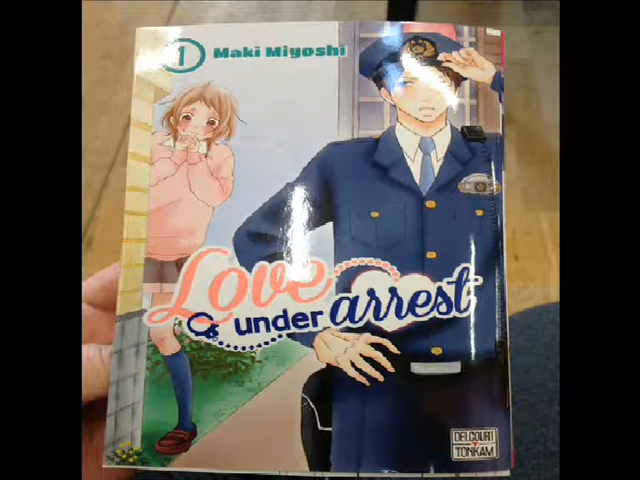 1 Maki Miyoshi
Love
under arrest
DELCOURT
TONKAM